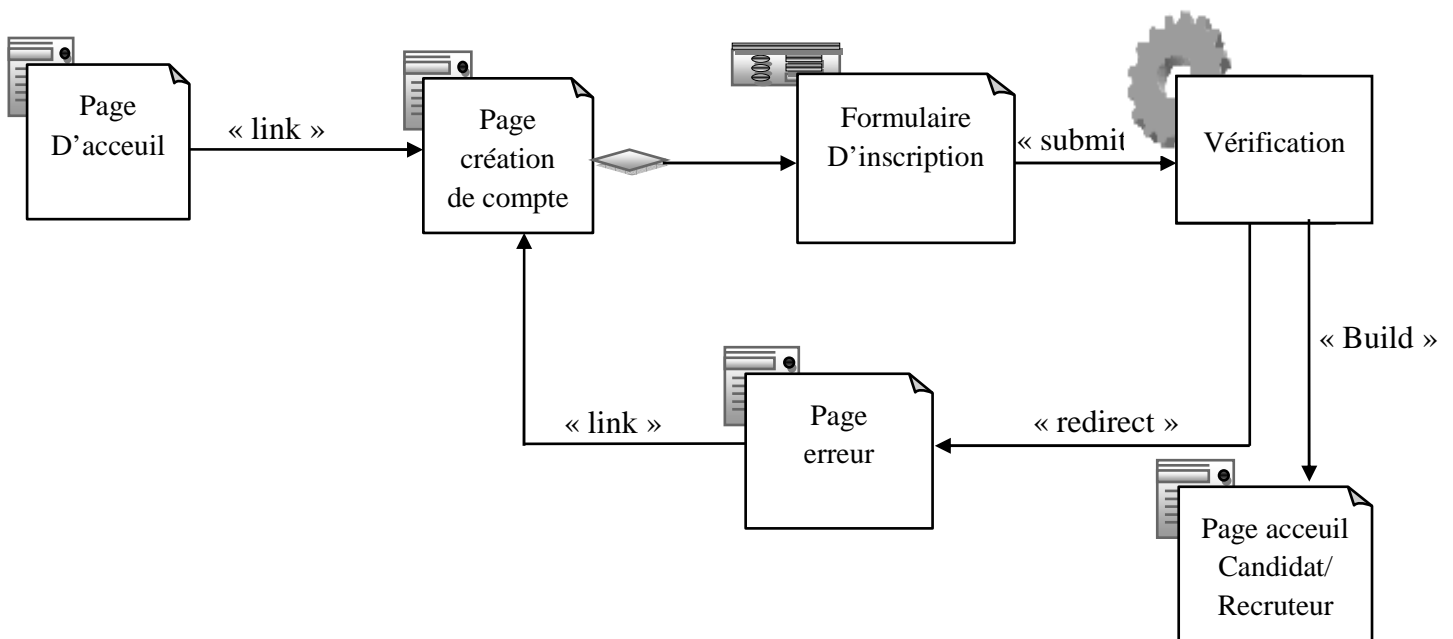 Page
D’acceuil
« link »
Page
création
de compte
Formulaire
D’inscription
« submit
Vérification
« Build »
« redirect »
Page
erreur
« link »
Page acceuil
Candidat/
Recruteur